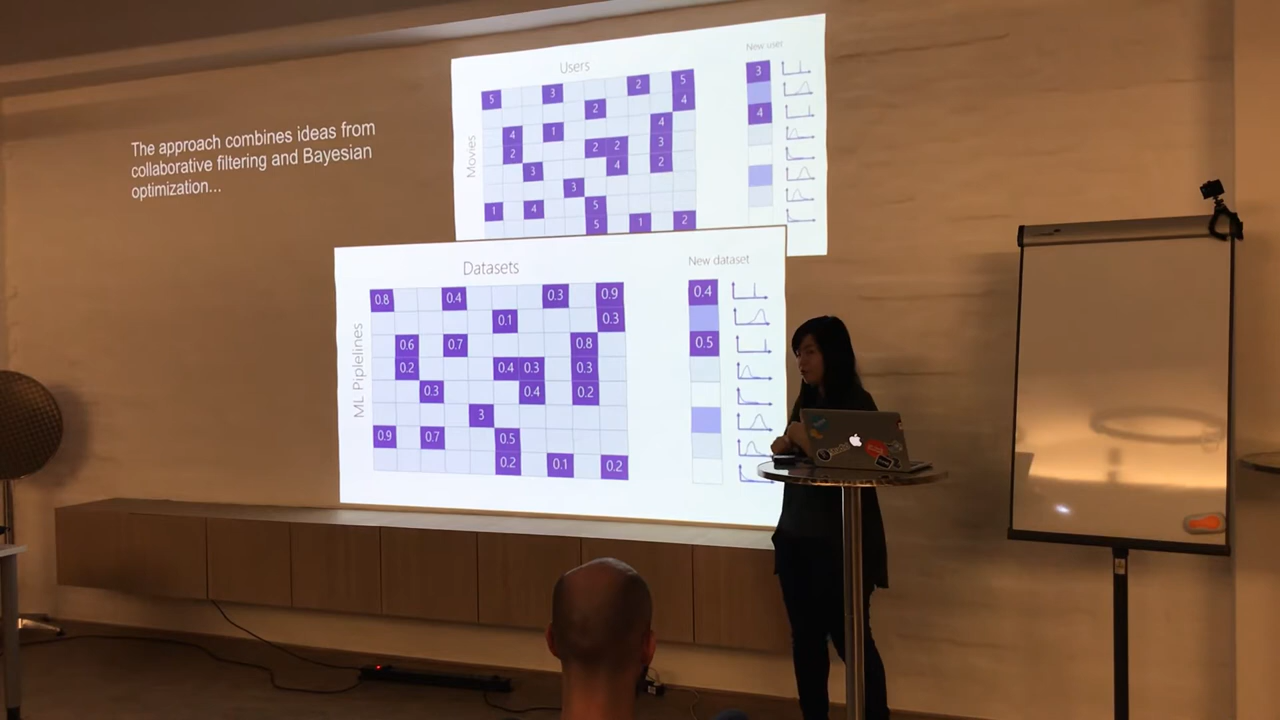 The approach combines ideas from
collaborative filtering and Bayesian
optimization...
Users
New user
Movies
5 3 2 5 3
2 4 4
4 1 4
2 2 2 3
3 4 2
3
1 4 5
5 1 2
Datasets
New dataset
ML Piplelines
0.8 0.4 0.3 0.9 0.4
0.1 0.3
0.6 0.7 0.8 0.5
0.2 0.4 0.3 0.3
0.3 0.4 0.2
3
0.9 0.7 0.5
0.2 0.1 0.2